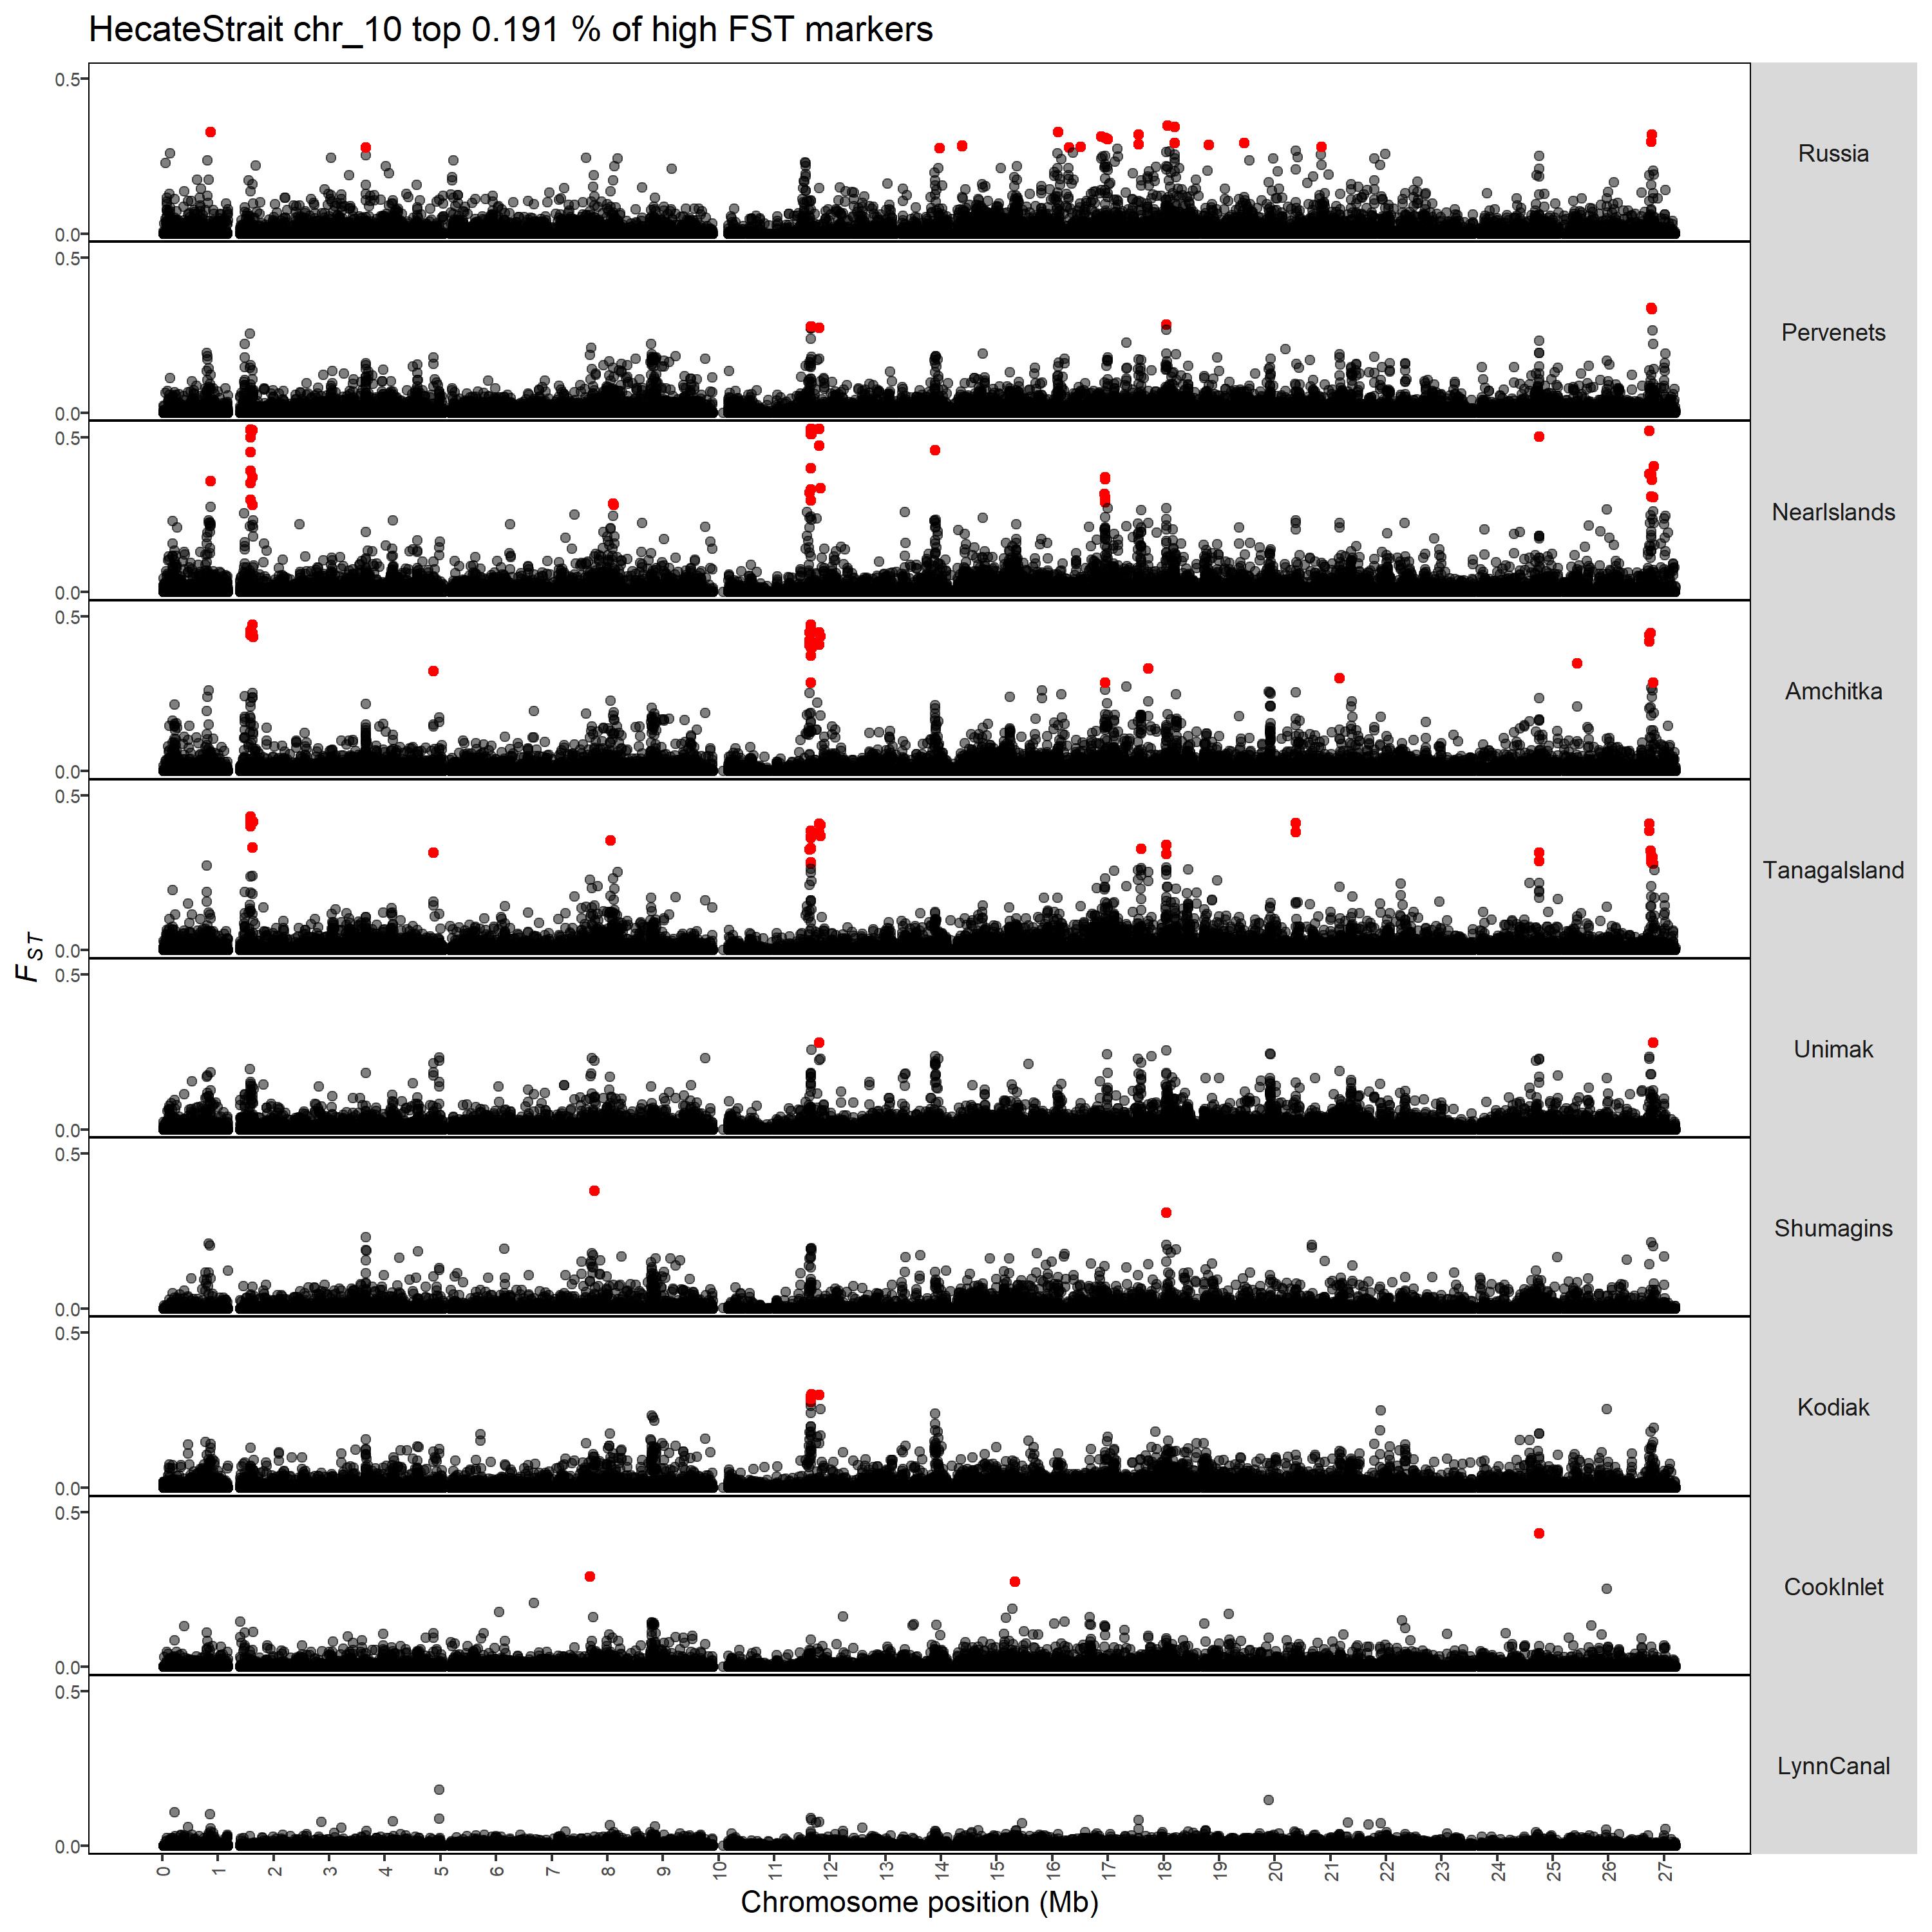 HecateStrait chr_10 top 0.191 % of high FST markers
0.5
0.0
Russia
0.5
0.0
Pervenets
0.5
0.0
NearIslands
0.5
0.0
Amchitka
0.5
0.0
TanagaIsland
0.5
0.0
Unimak
0.5
0.0
Shumagins
0.5
0.0
Kodiak
0.5
0.0
CookInlet
0.5
0.0
LynnCanal
FST
0 1 2 3 4 5 6 7 8 9 10 11 12 13 14 15 16 17 18 19 20 21 22 23 24 25 26 27
Chromosome position (Mb)